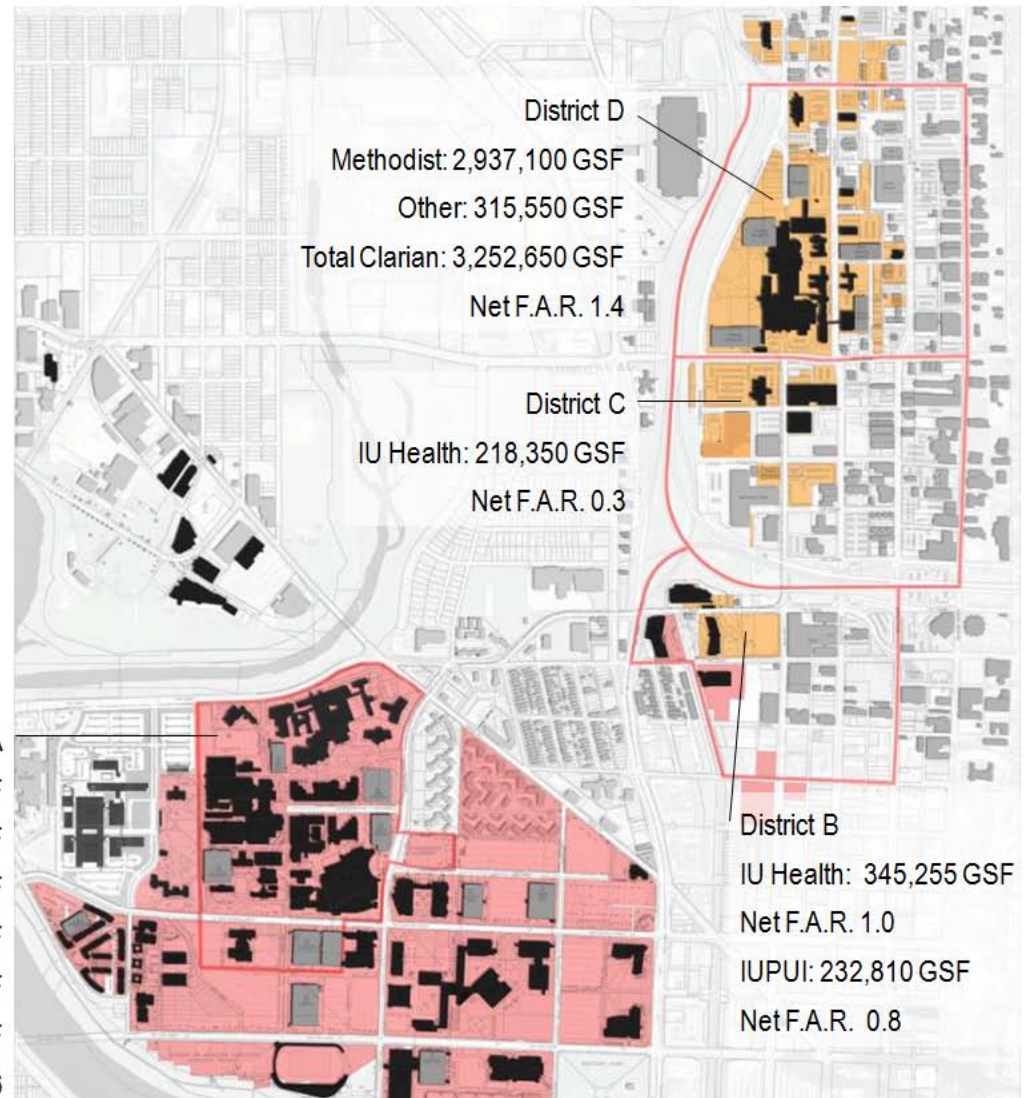 District D
Methodist: 2,937,100 GSF
Other: 315,550 GSF
Total Clarian: 3,252,650 GSF
Net F.A.R. 1.4
District C
IU Health: 218,350 GSF
Net F.A.R. 0.3
District B
IU Health: 345,255 GSF
Net F.A.R. 1.0
IUPUI: 232,810 GSF
Net F.A.R. 0.8